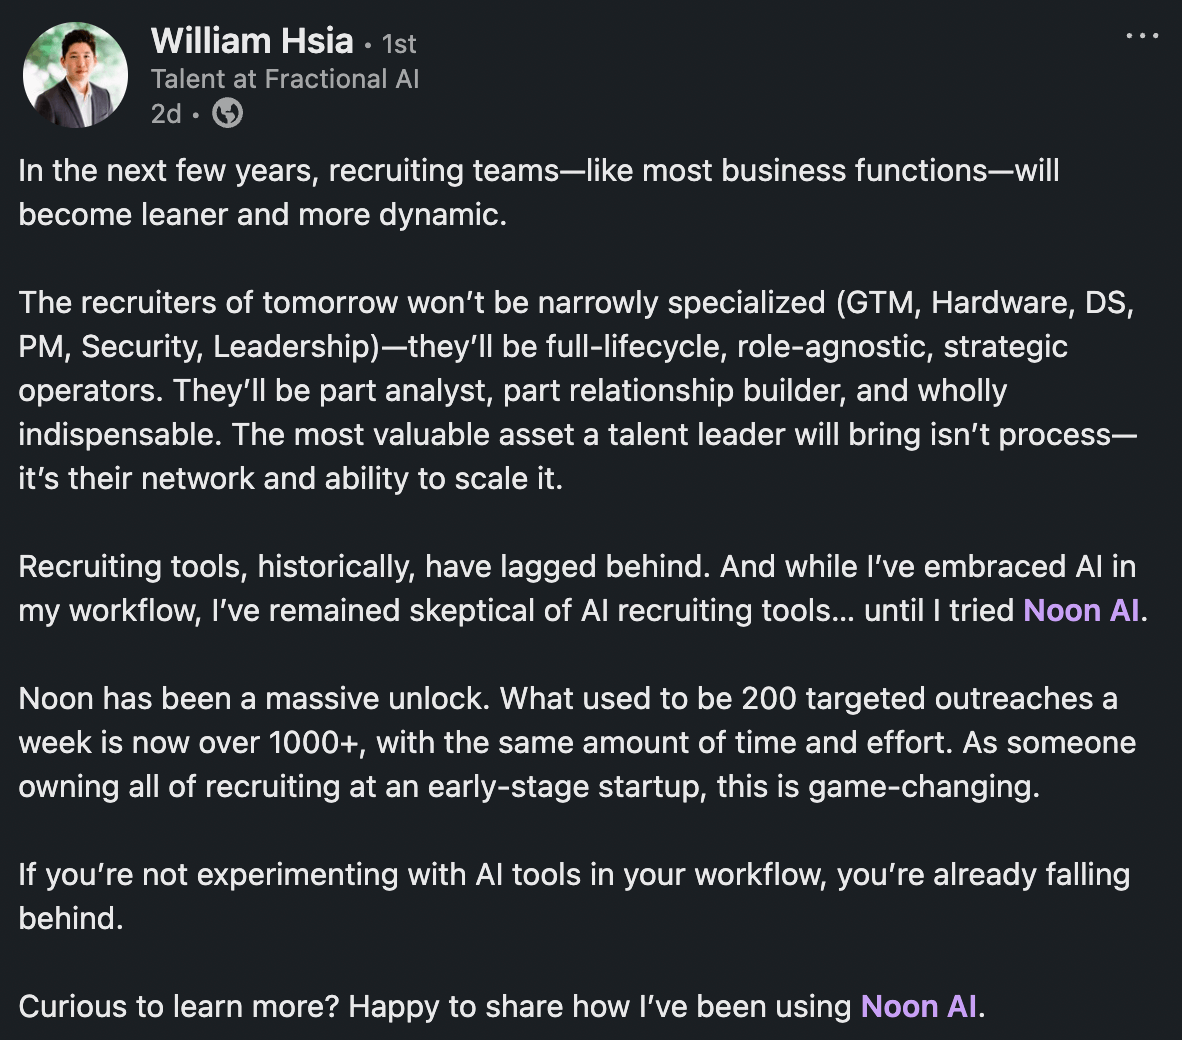 William Hsia • 1st
Talent at Fractional AI
2d •
In the next few years, recruiting teams—like most business functions—will
become leaner and more dynamic.
The recruiters of tomorrow won’t be narrowly specialized (GTM, Hardware, DS,
PM, Security, Leadership)—they’ll be full-lifecycle, role-agnostic, strategic
operators. They’ll be part analyst, part relationship builder, and wholly
indispensable. The most valuable asset a talent leader will bring isn’t process—
it’s their network and ability to scale it.
Recruiting tools, historically, have lagged behind. And while I’ve embraced AI in
my workflow, I’ve remained skeptical of AI recruiting tools... until I tried Noon AI.
Noon has been a massive unlock. What used to be 200 targeted outreaches a
week is now over 1000+, with the same amount of time and effort. As someone
owning all of recruiting at an early-stage startup, this is game-changing.
If you’re not experimenting with AI tools in your workflow, you’re already falling
behind.
Curious to learn more? Happy to share how I’ve been using Noon AI.